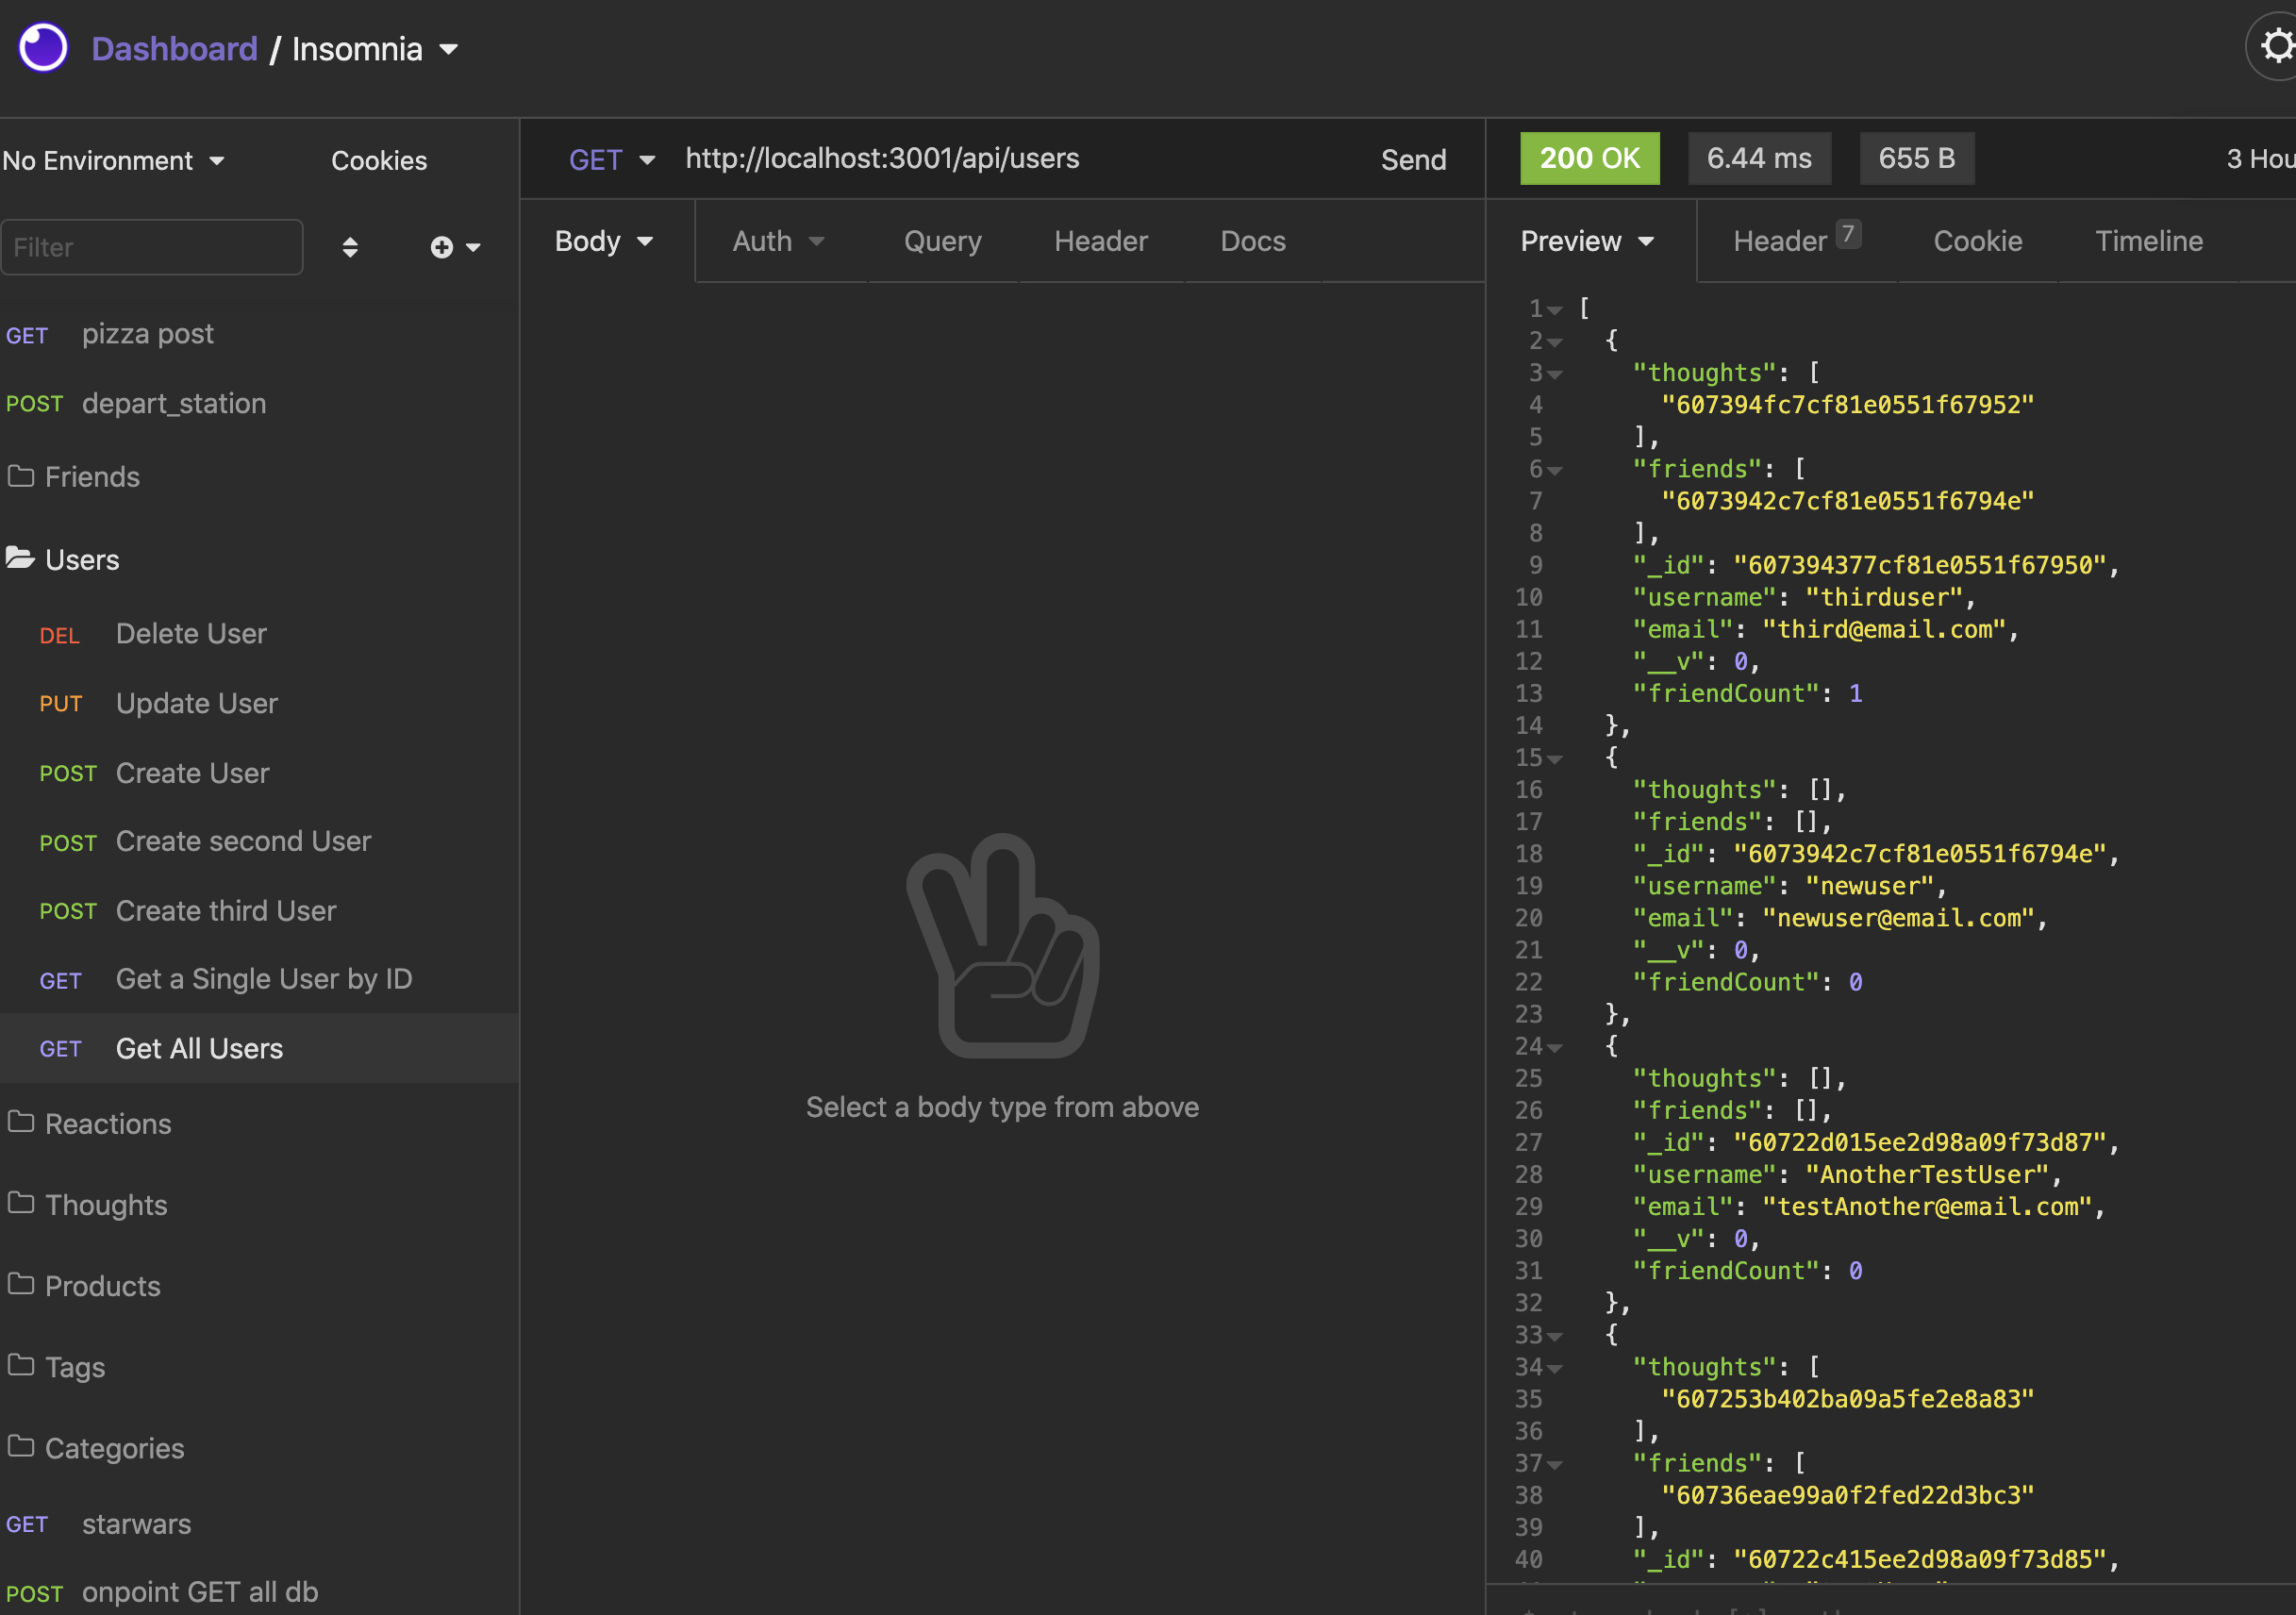 Dashboard / Insomnia
No Environment
Cookies
Filter
GET pizza post
POST depart_station
Friends
Users
DEL Delete User
PUT Update User
POST Create User
POST Create second User
POST Create third User
GET Get a Single User by ID
GET Get All Users
Reactions
Thoughts
Products
Tags
Categories
GET starwars
POST onpoint GET all db
GET http://localhost:3001/api/users Send
Body Auth Query Header Docs
Select a body type from above
200 OK 6.44 ms 655 B 3 Hou
Preview Header 7 Cookie Timeline
1 [
2 {
3 "thoughts": [
4 "607394fc7cf81e0551f67952"
5 ],
6 "friends": [
7 "6073942c7cf81e0551f6794e"
8 ],
9 "_id": "607394377cf81e0551f67950",
10 "username": "thirduser",
11 "email": "third@email.com",
12 "__v": 0,
13 "friendCount": 1
14 },
15 {
16 "thoughts": [],
17 "friends": [],
18 "_id": "6073942c7cf81e0551f6794e",
19 "username": "newuser",
20 "email": "newuser@email.com",
21 "__v": 0,
22 "friendCount": 0
23 },
24 {
25 "thoughts": [],
26 "friends": [],
27 "_id": "60722d015ee2d98a09f73d87",
28 "username": "AnotherTestUser",
29 "email": "testAnother@email.com",
30 "__v": 0,
31 "friendCount": 0
32 },
33 {
34 "thoughts": [
35 "607253b402ba09a5fe2e8a83"
36 ],
37 "friends": [
38 "60736eae99a0f2fed22d3bc3"
39 ],
40 "_id": "60722c415ee2d98a09f73d85",